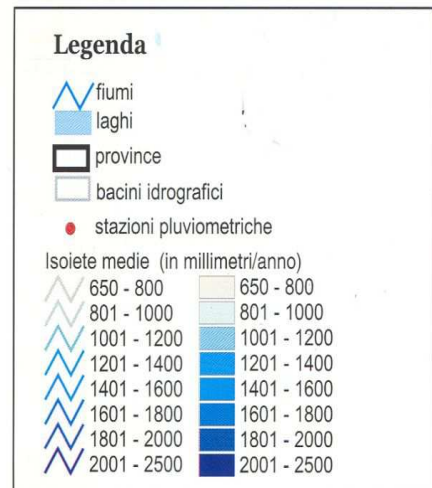 Legenda
fiumi
laghi
province
bacini idrografici
stazioni pluviometriche
Isoiete medie (in millimetri/anno)
650 - 800 650 - 800
801 - 1000 801 - 1000
1001 - 1200 1001 - 1200
1201 - 1400 1201 - 1400
1401 - 1600 1401 - 1600
1601 - 1800 1601 - 1800
1801 - 2000 1801 - 2000
2001 - 2500 2001 - 2500